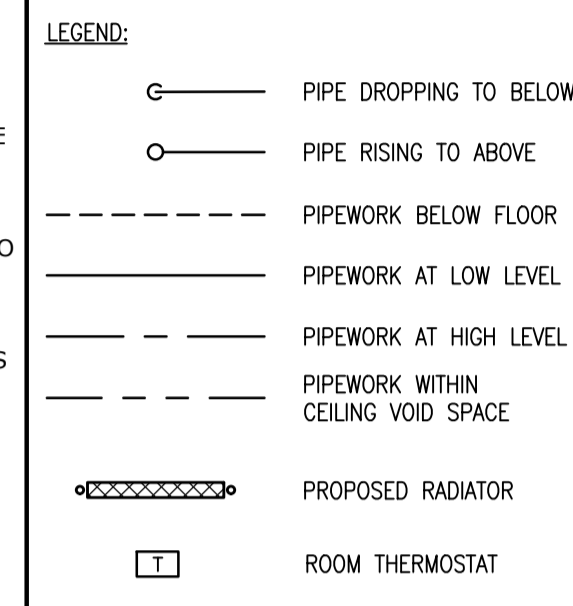 LEGEND:
PIPE DROPPING TO BELOW
PIPE RISING TO ABOVE
PIPEWORK BELOW FLOOR
PIPEWORK AT LOW LEVEL
PIPEWORK AT HIGH LEVEL
PIPEWORK WITHIN
CEILING VOID SPACE
PROPOSED RADIATOR
T
ROOM THERMOSTAT